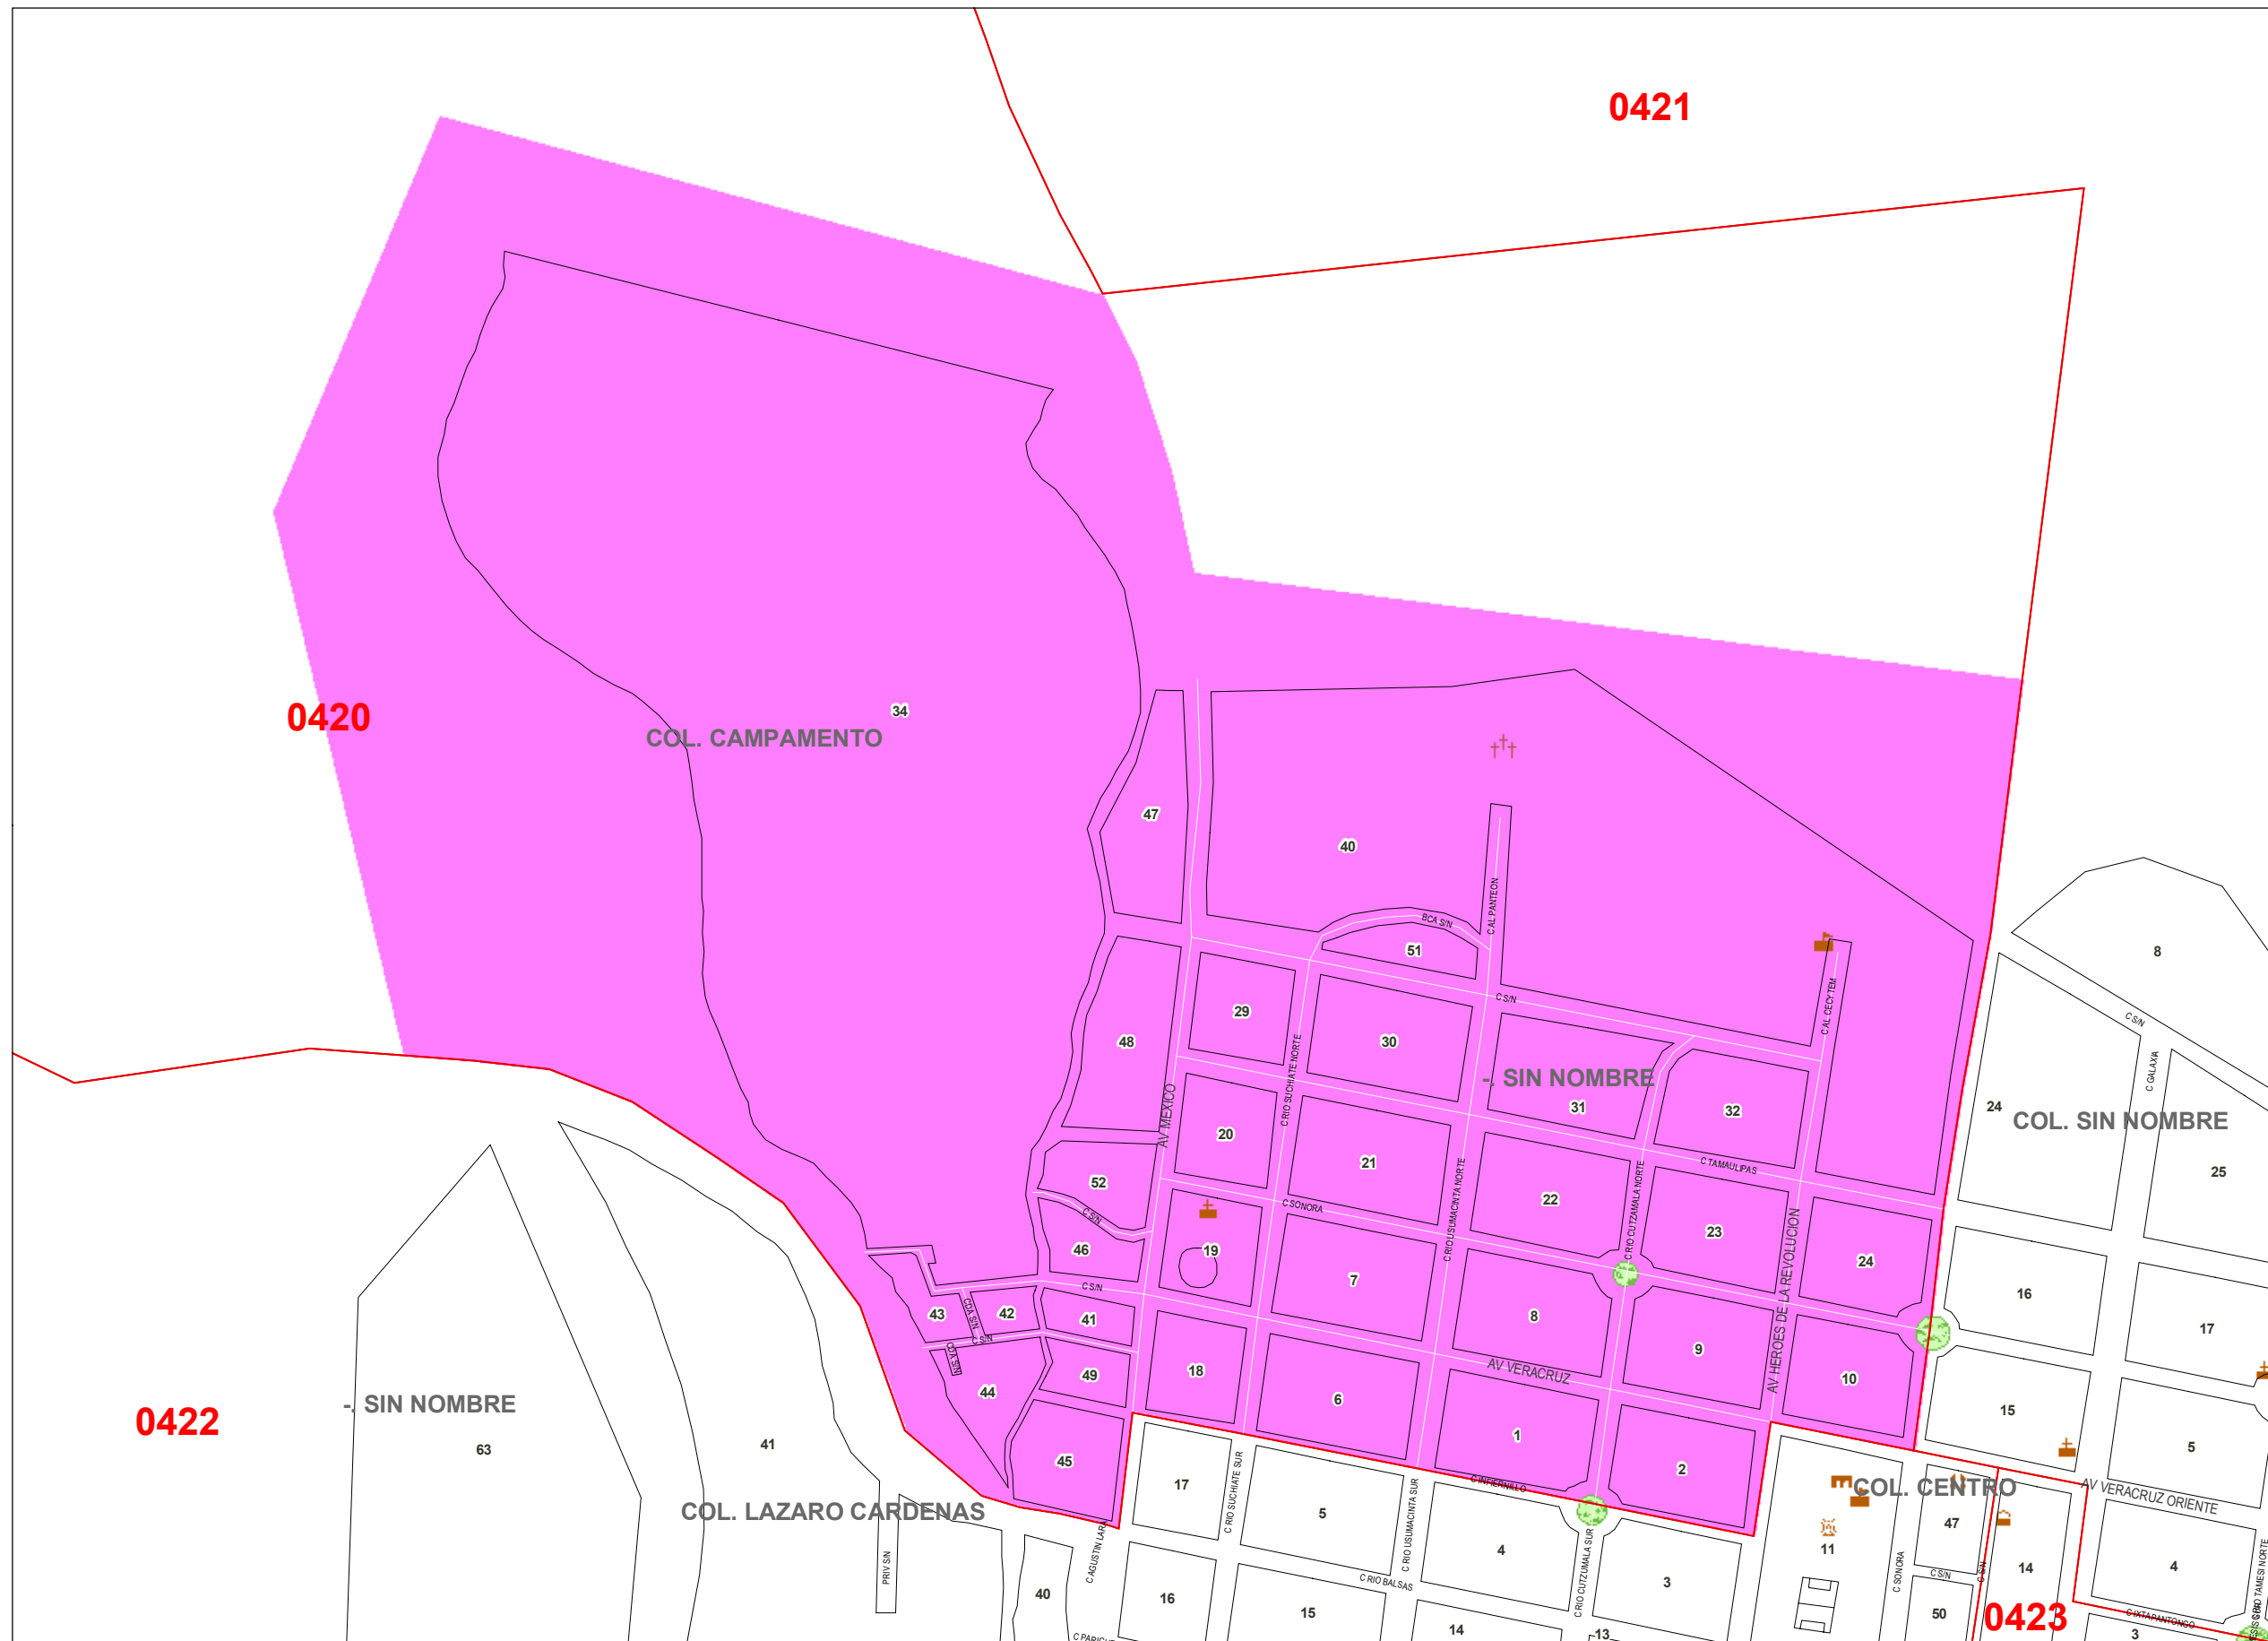 0421
0420
34
COL. CAMPAMENTO
47
40
C AL PANTEON
BCA S/N
51
8
C S/N
C AL CECYTEM
C S/N
29
30
48
C RIO SUCHIATE NORTE
-. SIN NOMBRE
31
32
24
C GALAXIA
COL. SIN NOMBRE
AV MEXICO
20
21
C TAMAULIPAS
25
52
C RIO USUMACINTA NORTE
22
C RIO CUTZAMALA NORTE
C S/N
C SONORA
23
AV HEROES DE LA REVOLUCION
46
19
24
7
C S/N
16
43
CDA S/N
42
41
8
17
C S/N
CDA S/N
9
49
18
AV VERACRUZ
10
44
6
-. SIN NOMBRE
0422
15
63
41
1
5
45
2
17
C RIO SUCHIATE SUR
C INFIERNILLO
C RIO USUMACINTA SUR
COL. CENTRO
AV VERACRUZ ORIENTE
COL. LAZARO CARDENAS
5
47
C AGUSTIN LARA
4
11
PRIV S/N
C RIO CUTZUMALA SUR
C SONORA
C S/N
C S/N
14
4
C RIO BALSAS
3
40
16
15
50
0423
C IXTAPANTONGO
14
13
3